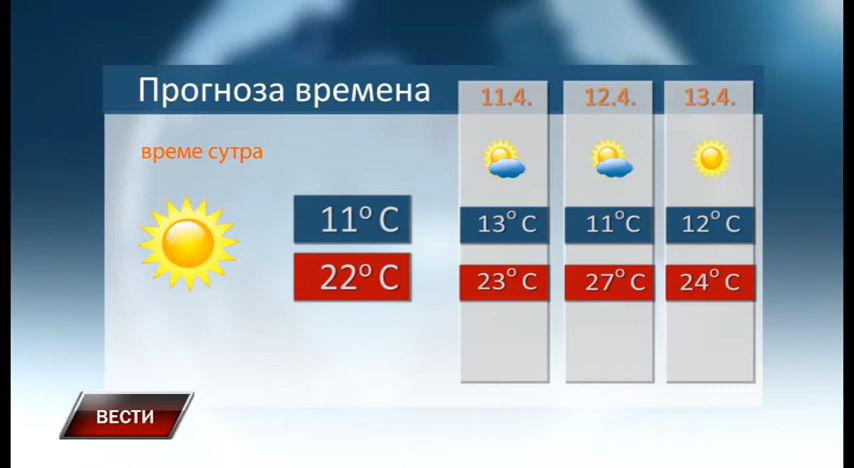 Прогноза времена
време сутра
11° C
22° C
11.4.
13° C
23° C
12.4.
11°C
27° C
13.4.
12° C
24° C
ВЕСТИ